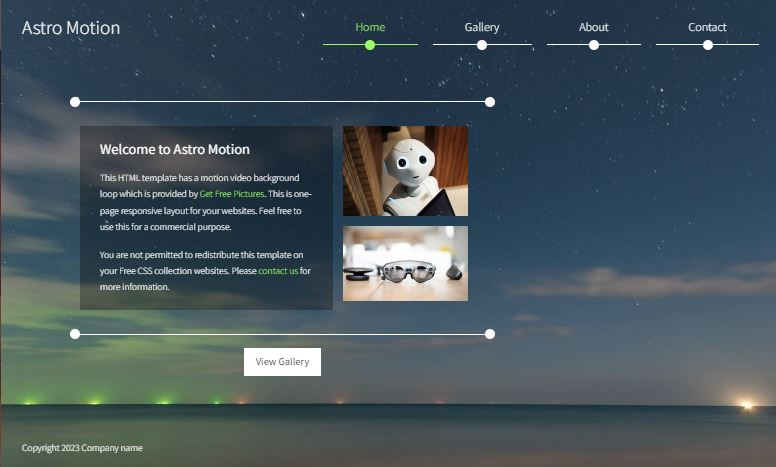 Astro Motion
Home
Gallery
About
Contact
Welcome to Astro Motion
This HTML template has a motion video background
loop which is provided by Get Free Pictures. This is one-
page responsive layout for your websites. Feel free to
use this for a commercial purpose.
You are not permitted to redistribute this template on
your Free CSS collection websites. Please contact us for
more information.
View Gallery
Copyright 2023 Company name